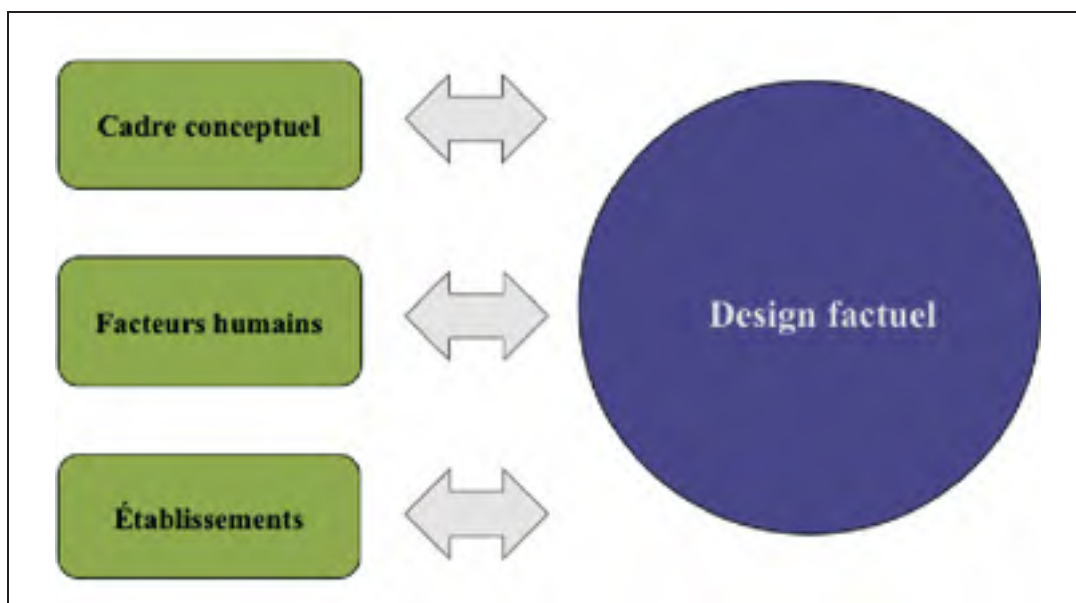 Cadre conceptuel
Facteurs humains
Design factuel
Établissements